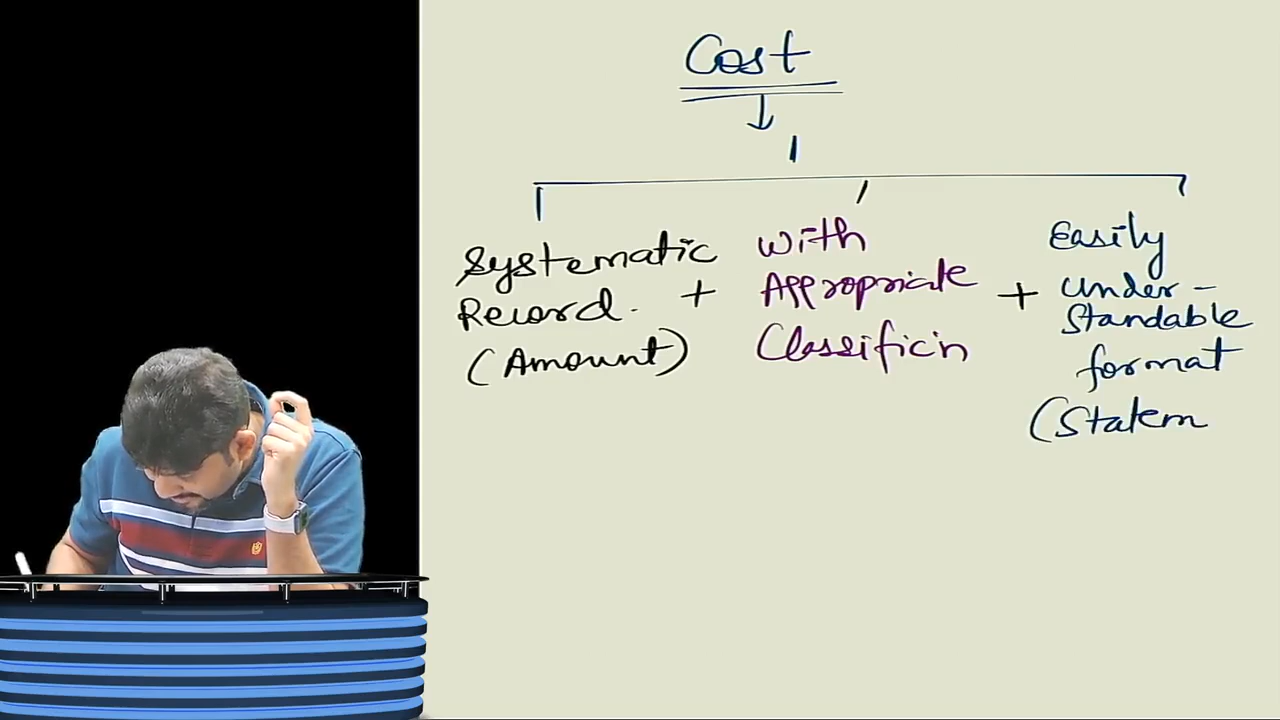 Cost
Systematic
Record.
(Amount)
+
With
Appropriate
Classific'n
+
Easily
Under-
standable
format
(Statem